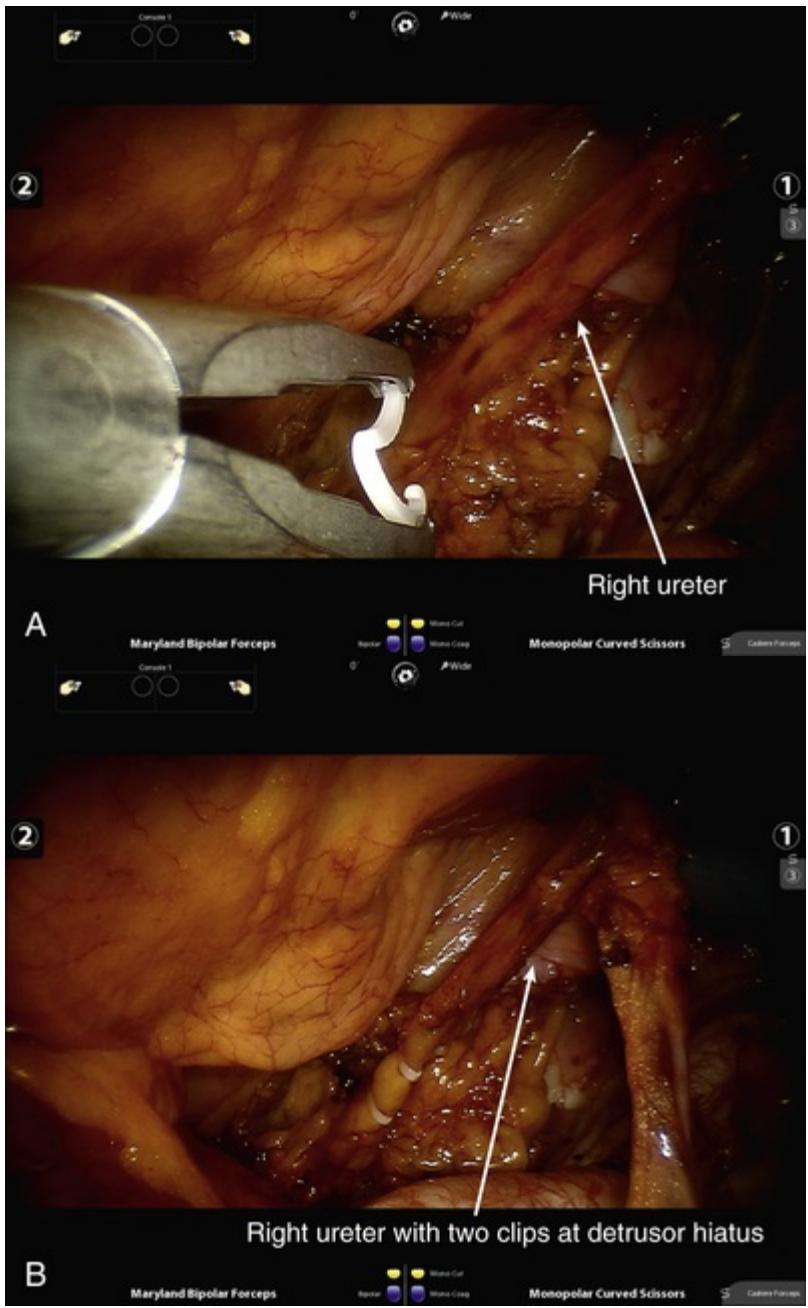 Console 1
0°
Wide
2
1
S
3
Right ureter
A
Mono Cut
Bipolar
Mono Coag
Maryland Bipolar Forceps
Monopolar Curved Scissors
S
Cadiere Forceps
Console 1
0°
Wide
2
1
S
3
Right ureter with two clips at detrusor hiatus
B
Mono Cut
Bipolar
Mono Coag
Maryland Bipolar Forceps
Monopolar Curved Scissors
S
Cadiere Forceps